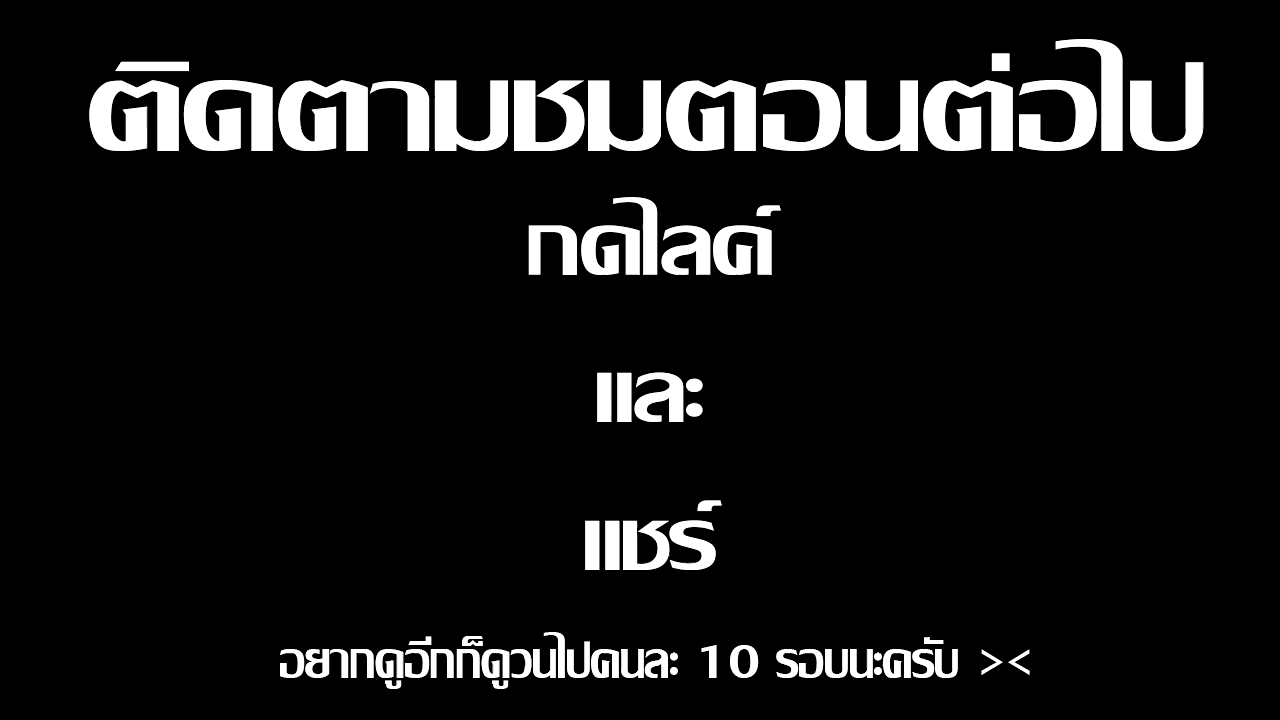 ติดตามชมตอนต่อไป
กดไลค์
และ
แชร์
อยากดูอีกก็ดูวนไปคนละ 10 รอบนะครับ ><